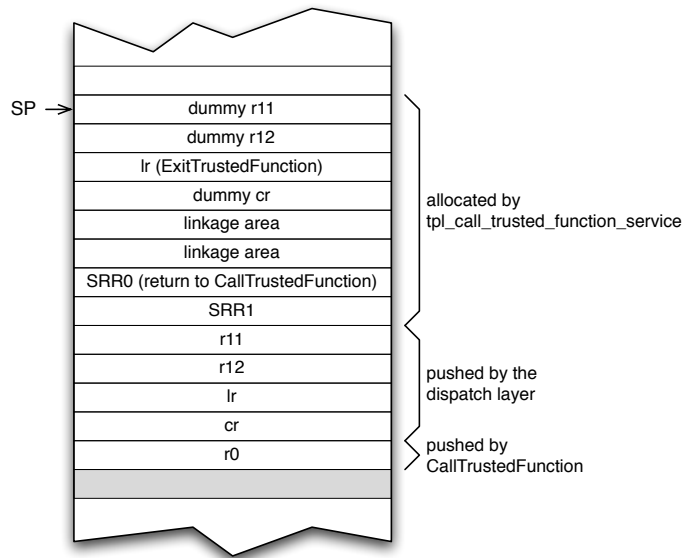 SP
dummy r11
dummy r12
lr (ExitTrustedFunction)
dummy cr
linkage area
linkage area
SRR0 (return to CallTrustedFunction)
SRR1
r11
r12
lr
cr
r0
allocated by
tpl_call_trusted_function_service
pushed by the
dispatch layer
pushed by
CallTrustedFunction